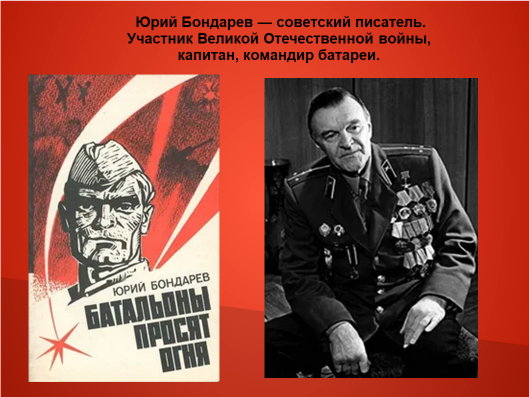 Юрий Бондарев — советский писатель.
Участник Великой Отечественной войны,
капитан, командир батареи.
ЮРИЙ БОНДАРЕВ
БАТАЛЬОНЫ
ПРОСЯТ
ОГНЯ